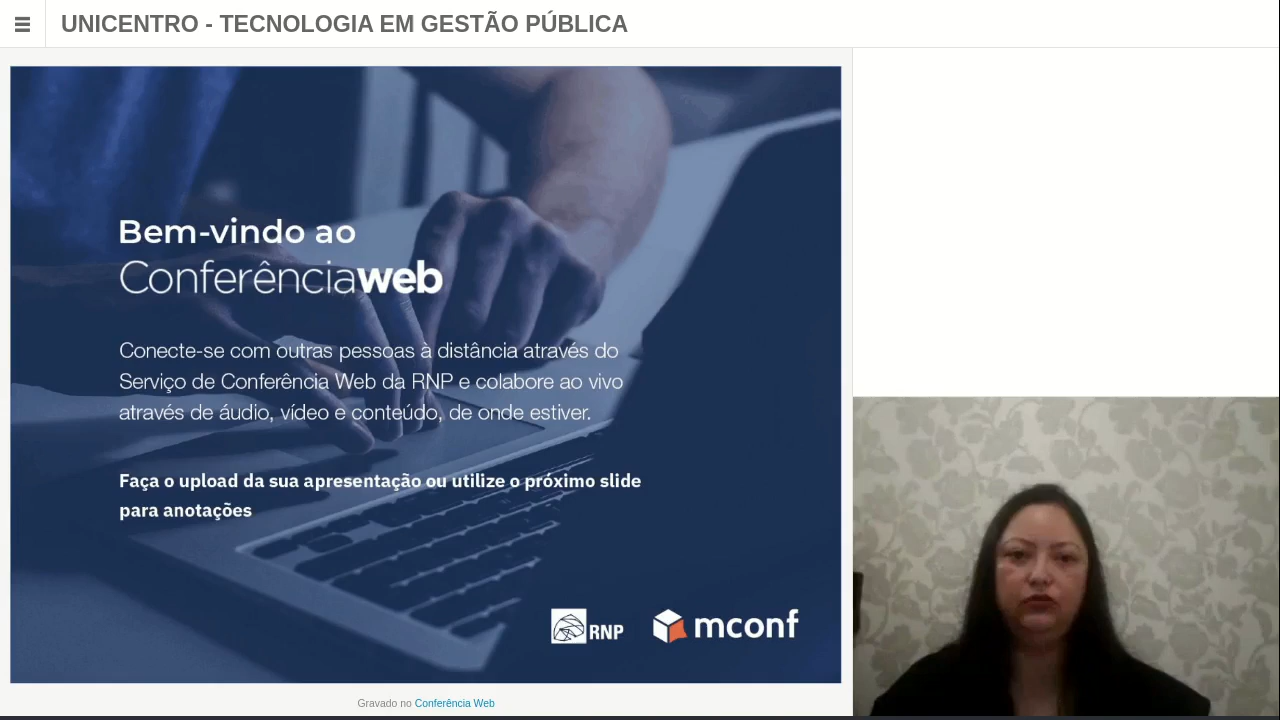 UNICENTRO - TECNOLOGIA EM GESTÃO PÚBLICA
Bem-vindo ao
Conferênciaweb
Conecte-se com outras pessoas à distância através do
Serviço de Conferência Web da RNP e colabore ao vivo
através de áudio, vídeo e conteúdo, de onde estiver.
Faça o upload da sua apresentação ou utilize o próximo slide
para anotações
RNP
mconf
Gravado no Conferência Web